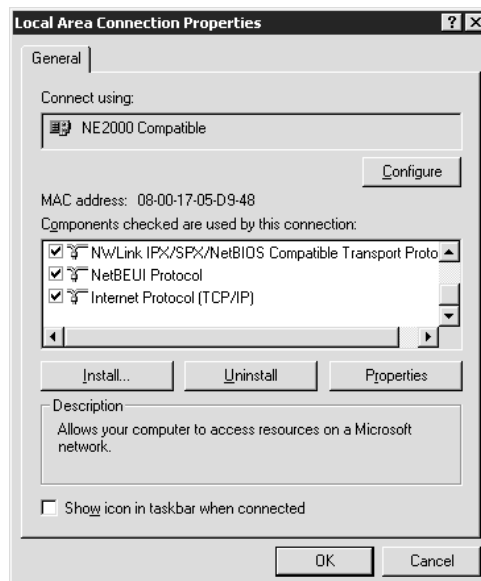 Local Area Connection Properties
General
Connect using:
NE2000 Compatible
Configure
MAC address: 08-00-17-05-D9-48
Components checked are used by this connection:
NWLink IPX/SPX/NetBIOS Compatible Transport Proto
NetBEUI Protocol
Internet Protocol (TCP/IP)
Install... Uninstall Properties
Description
Allows your computer to access resources on a Microsoft
network.
Show icon in taskbar when connected
OK Cancel